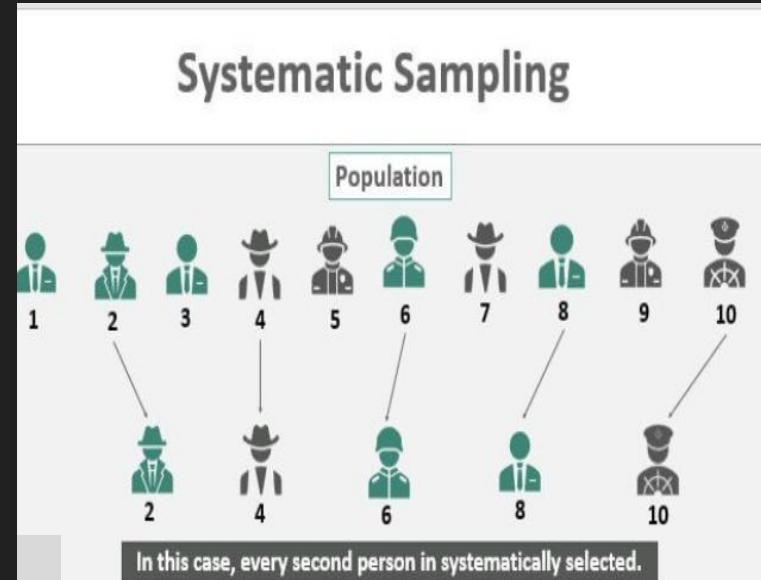 Systematic Sampling
Population
1 2 3 4 5 6 7 8 9 10
2 4 6 8 10
In this case, every second person in systematically selected.